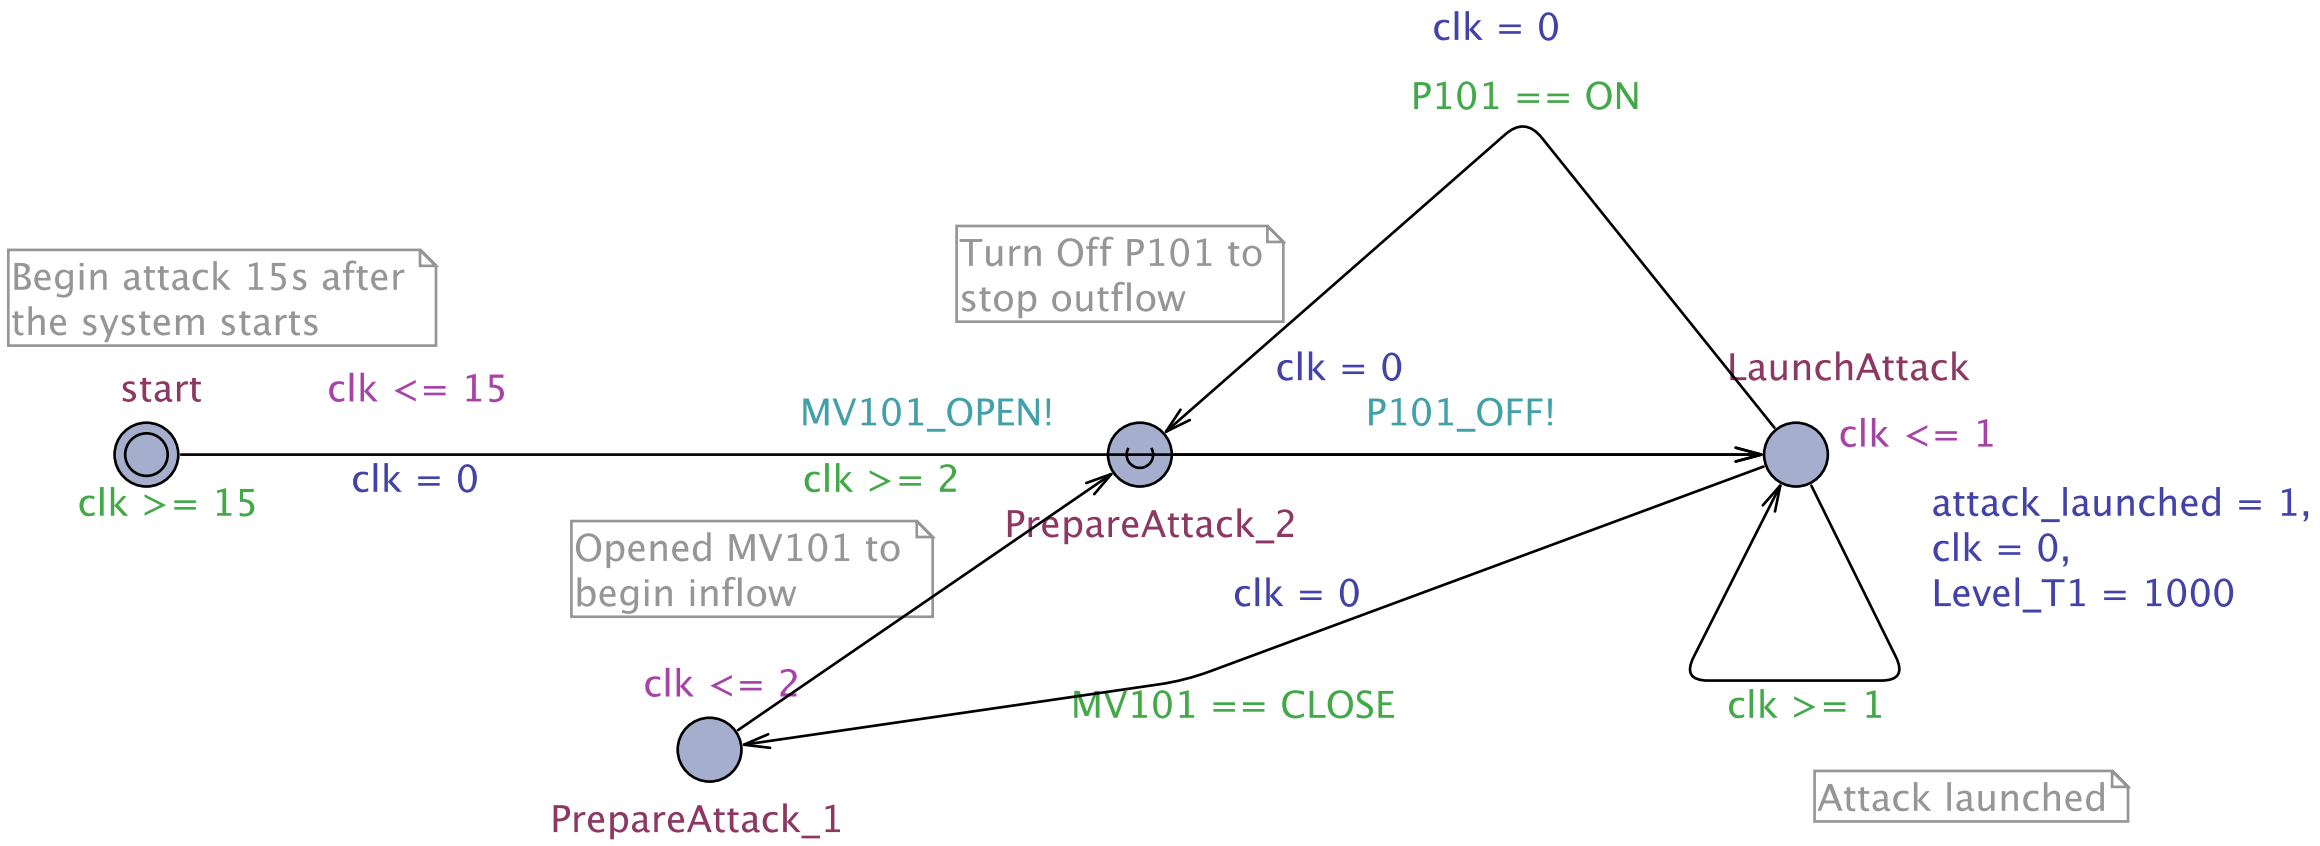 clk = 0
P101 == ON
Turn Off P101 to
stop outflow
Begin attack 15s after
the system starts
start
clk <= 15
clk = 0
LaunchAttack
MV101_OPEN!
P101_OFF!
clk <= 1
clk >= 15
clk = 0
clk >= 2
attack_launched = 1,
clk = 0,
Level_T1 = 1000
PrepareAttack_2
Opened MV101 to
begin inflow
clk = 0
clk <= 2
MV101 == CLOSE
clk >= 1
PrepareAttack_1
Attack launched